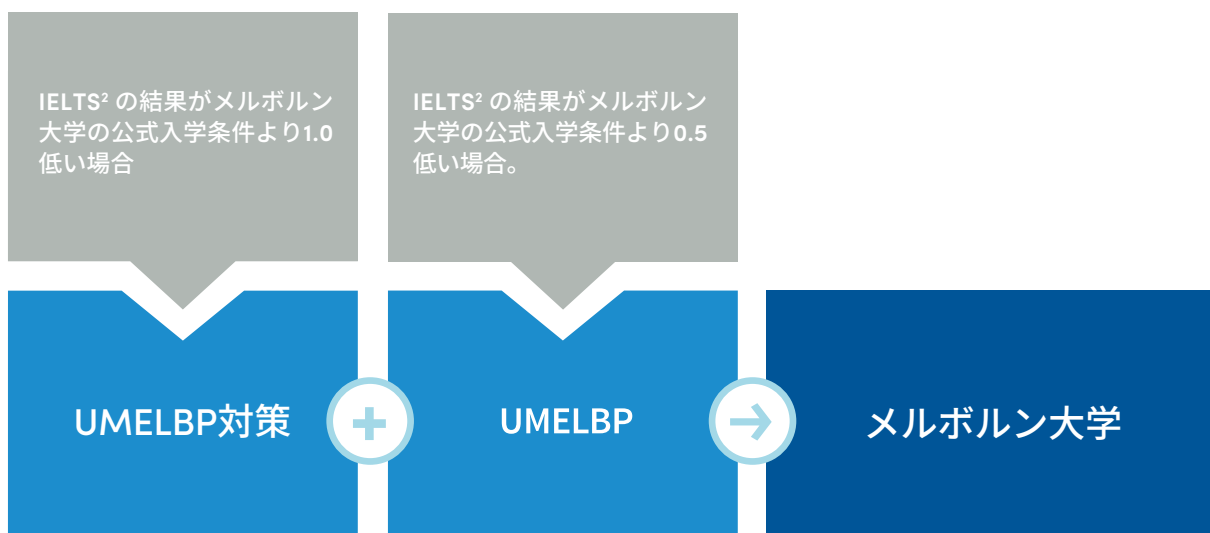 IELTS² の結果がメルボルン
大学の公式入学条件より1.0
低い場合
IELTS² の結果がメルボルン
大学の公式入学条件より0.5
低い場合。
UMELBP対策
+
UMELBP
→
メルボルン大学